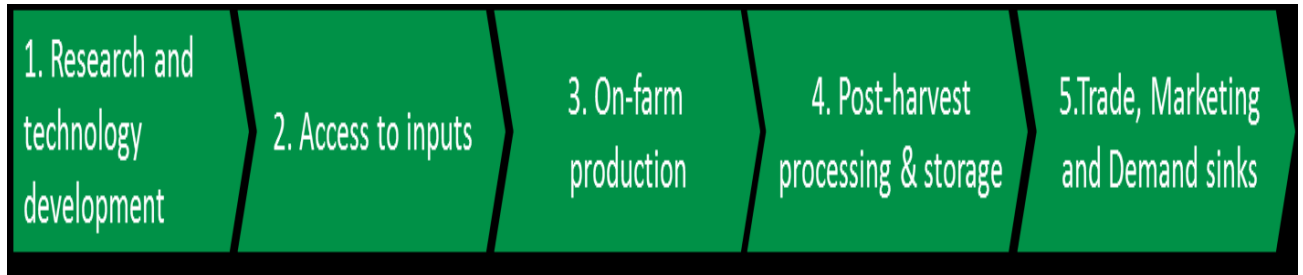 1. Research and
technology
development
2. Access to inputs
3. On-farm
production
4. Post-harvest
processing & storage
5.Trade, Marketing
and Demand sinks